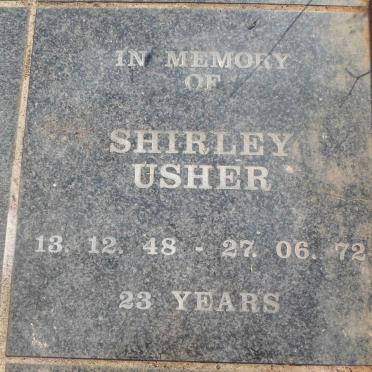 IN MEMORY
OF
SHIRLEY
USHER
13. 12. 48 - 27. 06. 72
23 YEARS